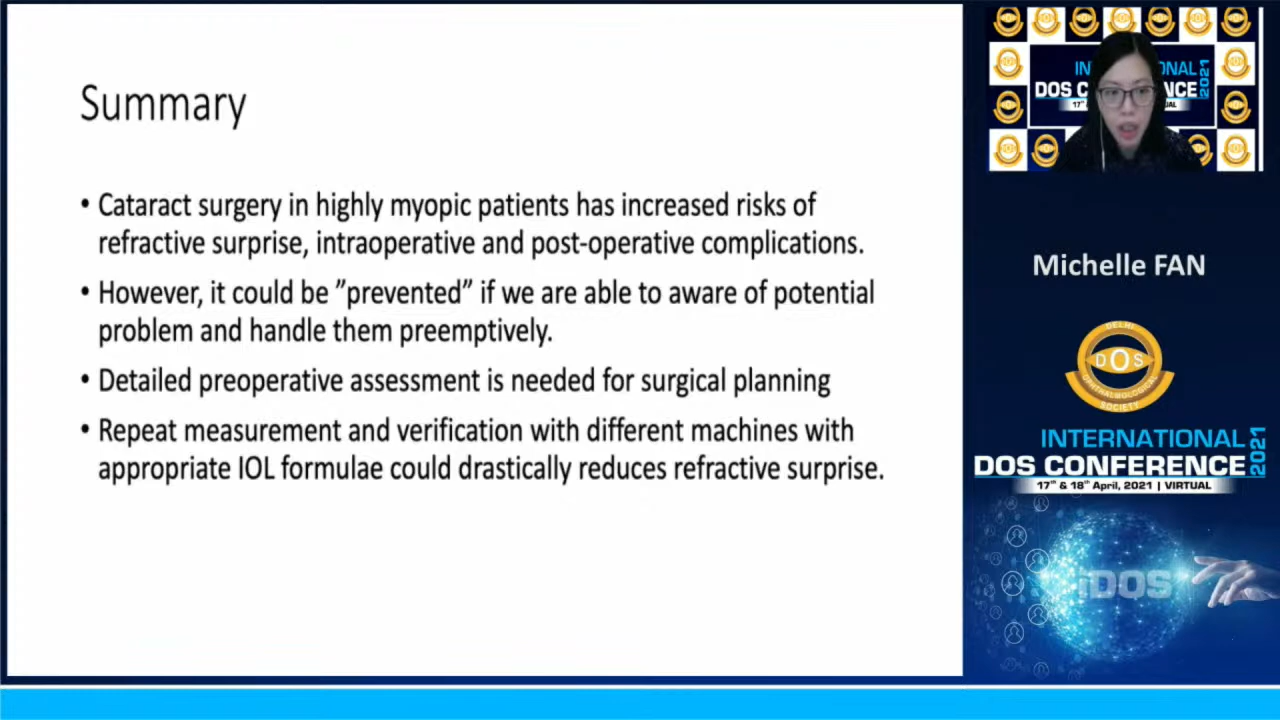 Summary
• Cataract surgery in highly myopic patients has increased risks of
refractive surprise, intraoperative and post-operative complications.
• However, it could be ”prevented” if we are able to aware of potential
problem and handle them preemptively.
• Detailed preoperative assessment is needed for surgical planning
• Repeat measurement and verification with different machines with
appropriate IOL formulae could drastically reduces refractive surprise.
Michelle FAN
DELHI
DOS
OPHTHALMOLOGICAL
SOCIETY
INTERNATIONAL
DOS CONFERENCE
2021
17th & 18th April, 2021 | VIRTUAL
iDOS